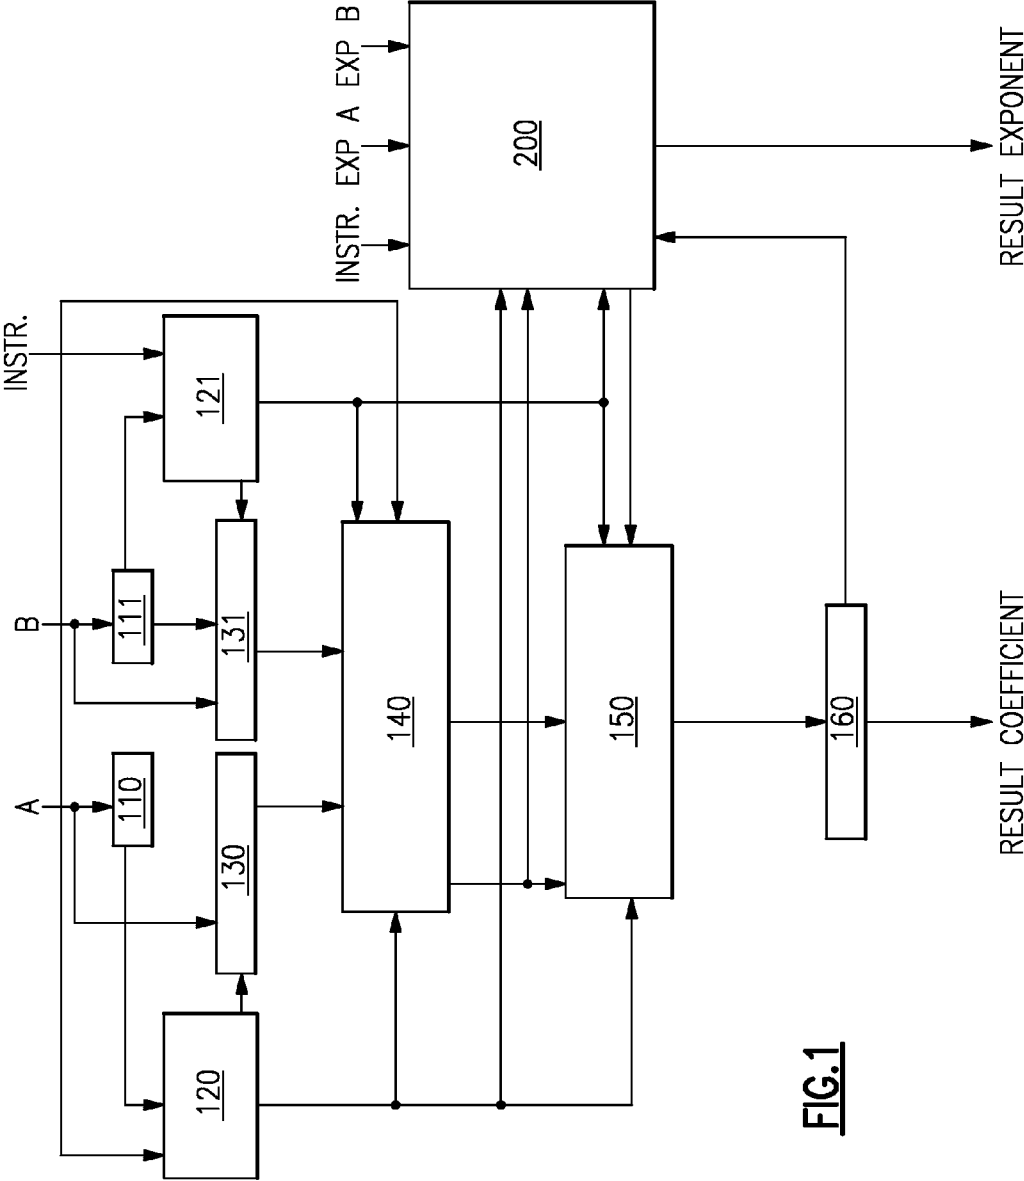 INSTR.
A
B
110
111
120
121
130
131
INSTR.
EXP A
EXP B
140
200
150
160
RESULT COEFFICIENT
RESULT EXPONENT
FIG.1